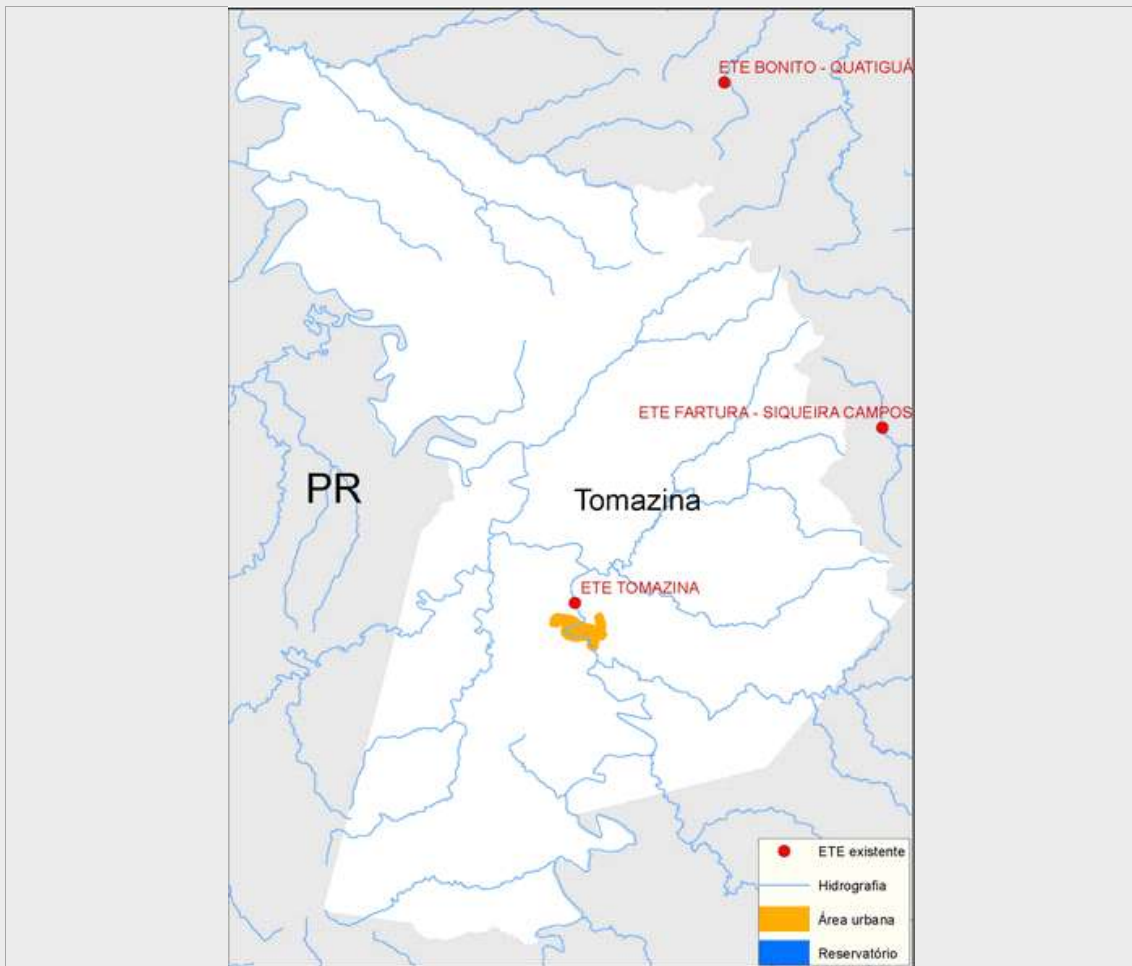 ETE BONITO - QUATIGUÁ
ETE FARTURA - SIQUEIRA CAMPOS
PR
Tomazina
ETE TOMAZINA
ETE existente
Hidrografia
Área urbana
Reservatório